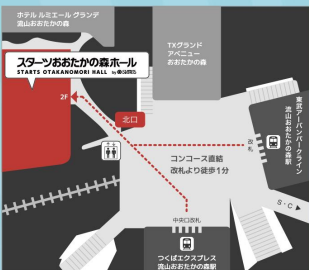 ホテル ルミエール グランデ
流山おおたかの森
TXグランド
アベニュー
おおたかの森
スターツおおたかの森ホール
STARTS OTAKANOMORI HALL by STARTS
2F
北口
東武アーバンパークライン
流山おおたかの森駅
改札
コンコース直結
改札より徒歩1分
中央口改札
S・C
つくばエクスプレス
流山おおたかの森駅